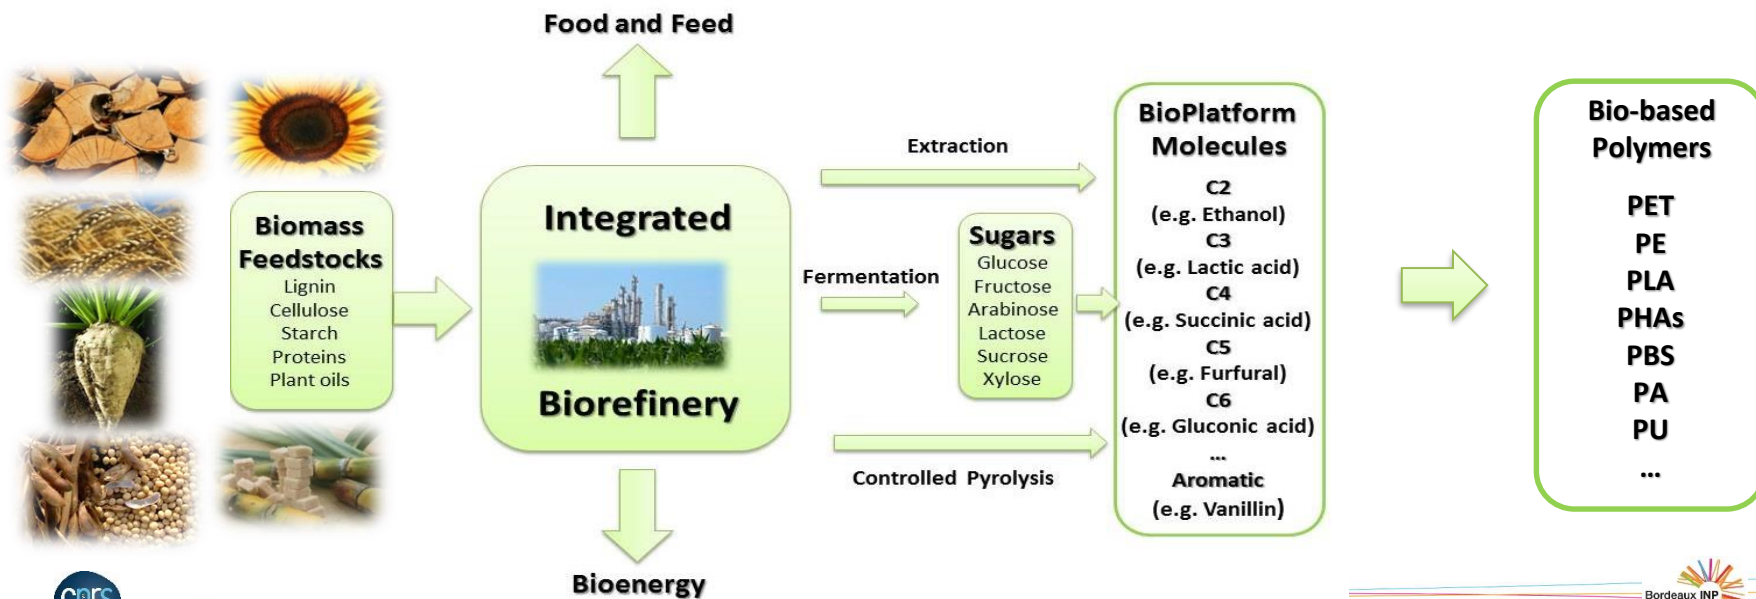 Food and Feed
Biomass
Feedstocks
Lignin
Cellulose
Starch
Proteins
Plant oils
Integrated
Biorefinery
Bioenergy
Extraction
Fermentation
Controlled Pyrolysis
Sugars
Glucose
Fructose
Arabinose
Lactose
Sucrose
Xylose
BioPlatform
Molecules
C2
(e.g. Ethanol)
C3
(e.g. Lactic acid)
C4
(e.g. Succinic acid)
C5
(e.g. Furfural)
C6
(e.g. Gluconic acid)
...
Aromatic
(e.g. Vanillin)
Bio-based
Polymers
PET
PE
PLA
PHAs
PBS
PA
PU
...
cnrs
Bordeaux INP